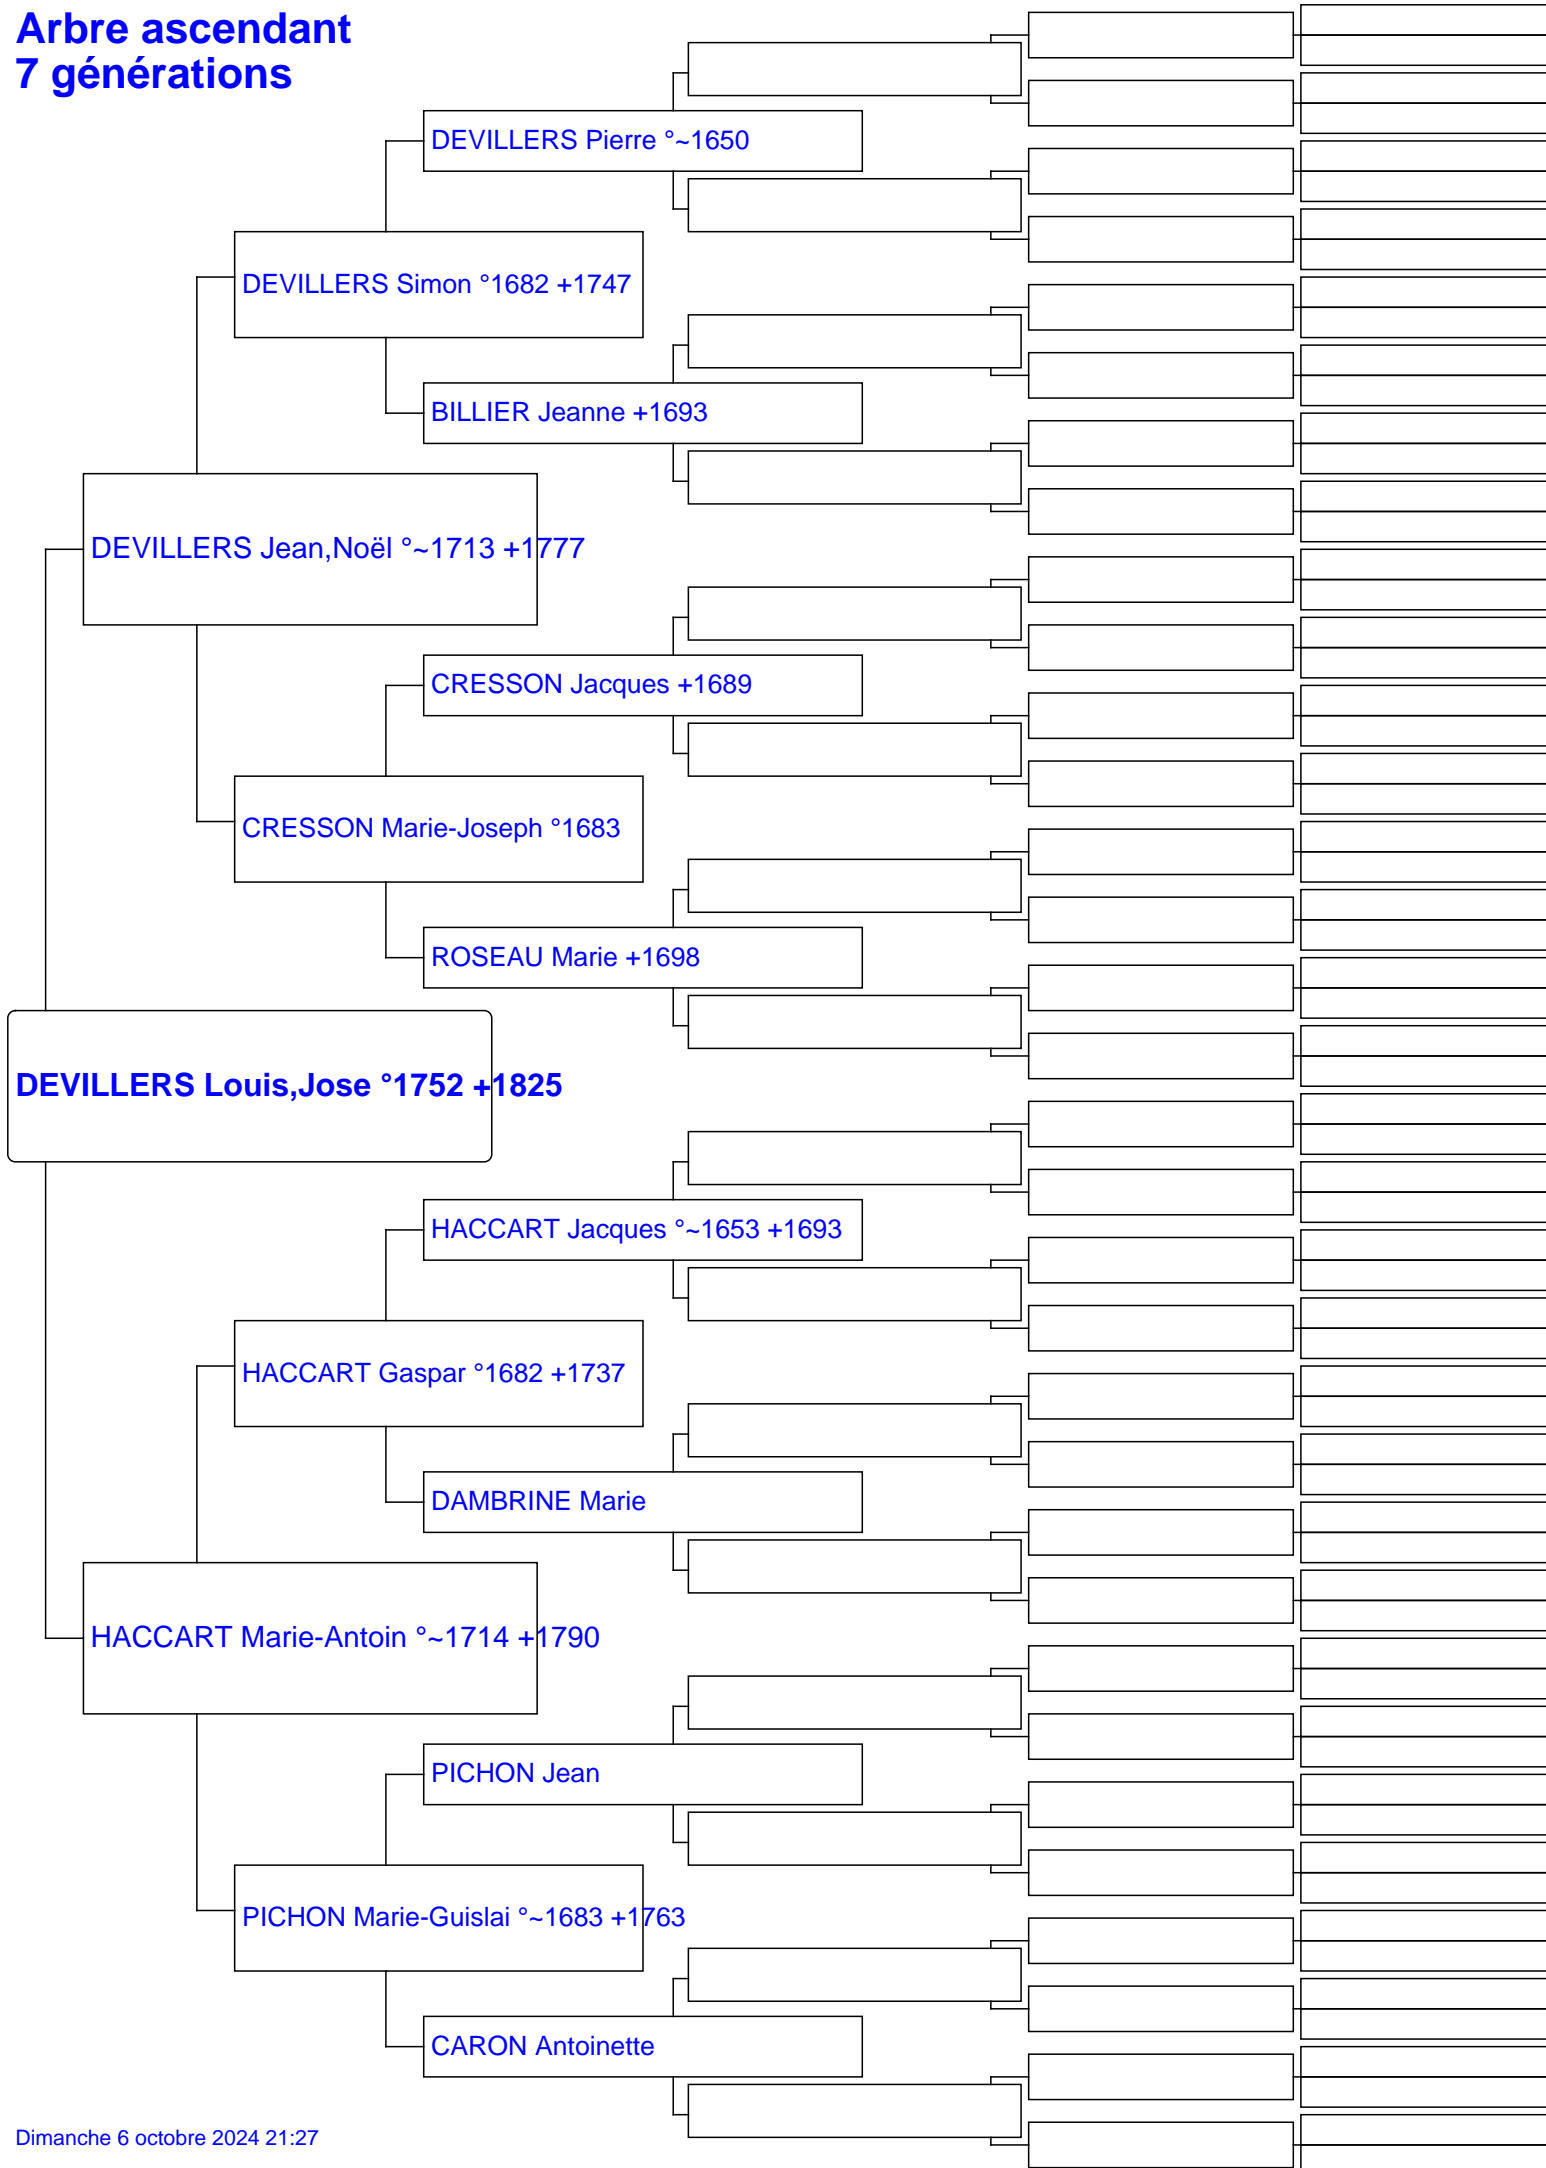 Arbre ascendant
7 générations
DEVILLERS Pierre °~1650
DEVILLERS Simon °1682 +1747
BILLIER Jeanne +1693
DEVILLERS Jean,Noël °~1713 +1777
CRESSON Jacques +1689
CRESSON Marie-Joseph °1683
ROSEAU Marie +1698
DEVILLERS Louis,Jose °1752 +1825
HACCART Jacques °~1653 +1693
HACCART Gaspar °1682 +1737
DAMBRINE Marie
HACCART Marie-Antoin °~1714 +1790
PICHON Jean
PICHON Marie-Guislai °~1683 +1763
CARON Antoinette
Dimanche 6 octobre 2024 21:27